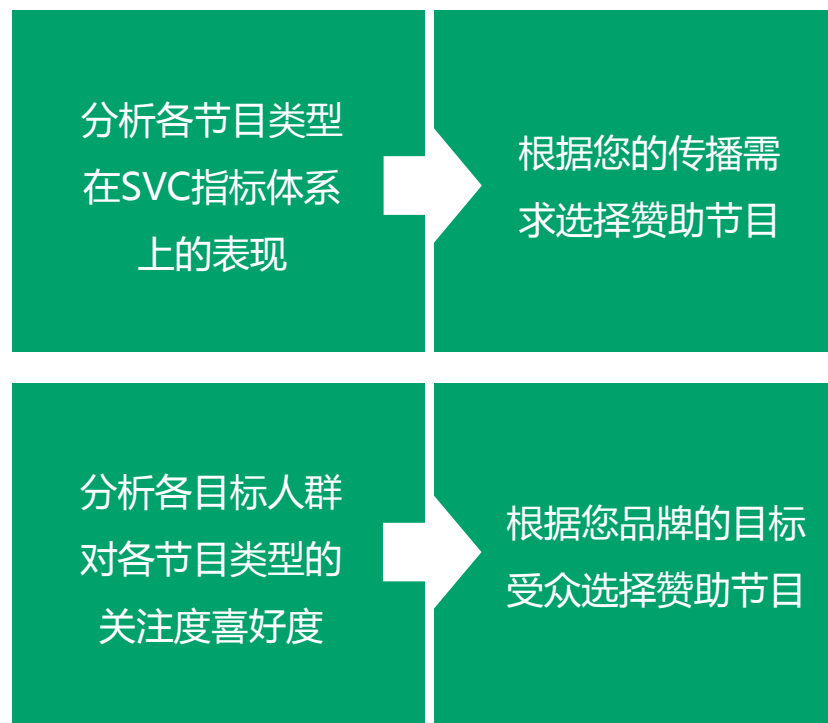 分析各节目类型
在SVC指标体系
上的表现
根据您的传播需
求选择赞助节目
分析各目标人群
对各节目类型的
关注度喜好度
根据您品牌的目标
受众选择赞助节目